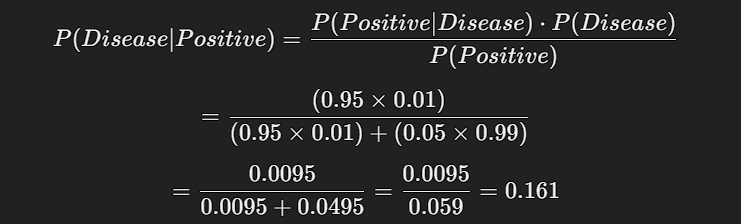 P(Disease|Positive) = P(Positive|Disease) · P(Disease) / P(Positive)
= (0.95 × 0.01) / (0.95 × 0.01) + (0.05 × 0.99)
= 0.0095 / 0.0095 + 0.0495 = 0.0095 / 0.059 = 0.161